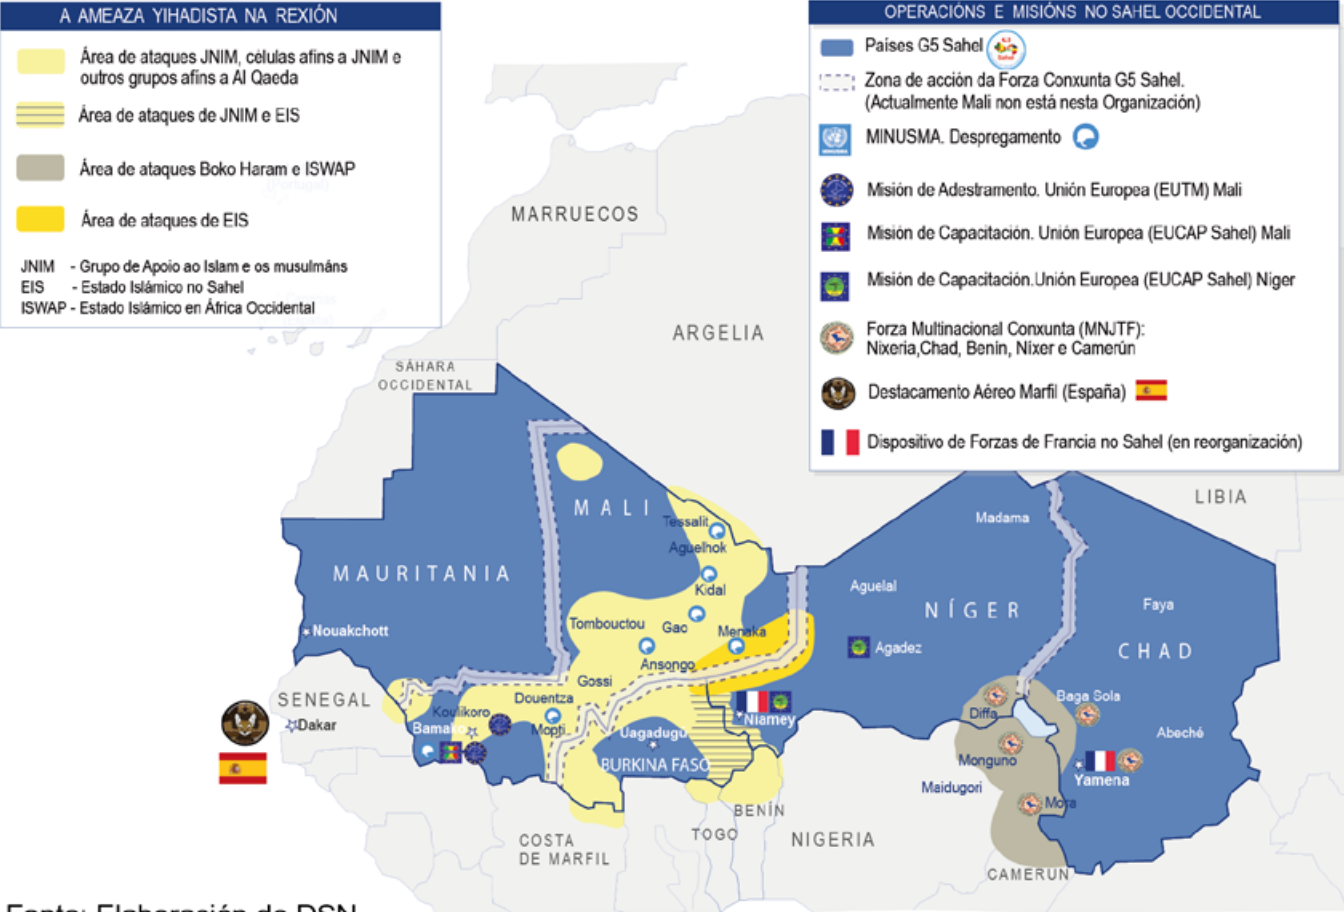 A AMEAZA YIHADISTA NA REXIÓN
Área de ataques JNIM, células afins a JNIM e
outros grupos afins a Al Qaeda
Área de ataques de JNIM e EIS
Área de ataques Boko Haram e ISWAP
Área de ataques de EIS
JNIM - Grupo de Apoio ao Islam e os musulmáns
EIS - Estado Islámico no Sahel
ISWAP - Estado Islámico en África Occidental
OPERACIÓNS E MISIÓNS NO SAHEL OCCIDENTAL
Países G5 Sahel
Zona de acción da Forza Conxunta G5 Sahel.
(Actualmente Mali non está nesta Organización)
MINUSMA. Despregamento
Misión de Adestramento. Unión Europea (EUTM) Mali
Misión de Capacitación. Unión Europea (EUCAP Sahel) Mali
Misión de Capacitación.Unión Europea (EUCAP Sahel) Niger
Forza Multinacional Conxunta (MNJTF):
Nixeria,Chad, Benín, Níxer e Camerún
Destacamento Aéreo Marfil (España)
Dispositivo de Forzas de Francia no Sahel (en reorganización)
MARRUECOS
ARGELIA
SÁHARA
OCCIDENTAL
LIBIA
MALI
Tessalit
Aguelhok
Kidal
MAURITANIA
Nouakchott
Tombouctou
Gao
Menaka
Ansongo
Gossi
Douentza
Mopti
Koulikoro
Bamako
SENEGAL
Dakar
Uagadugu
BURKINA FASO
Niamey
Madama
Aguelal
NÍGER
Agadez
Faya
CHAD
Baga Sola
Diffa
Abeché
Monguno
Yamena
Maidugori
Mora
BENÍN
TOGO
COSTA
DE MARFIL
NIGERIA
CAMERUN
Fonte: Elaboración do DSN